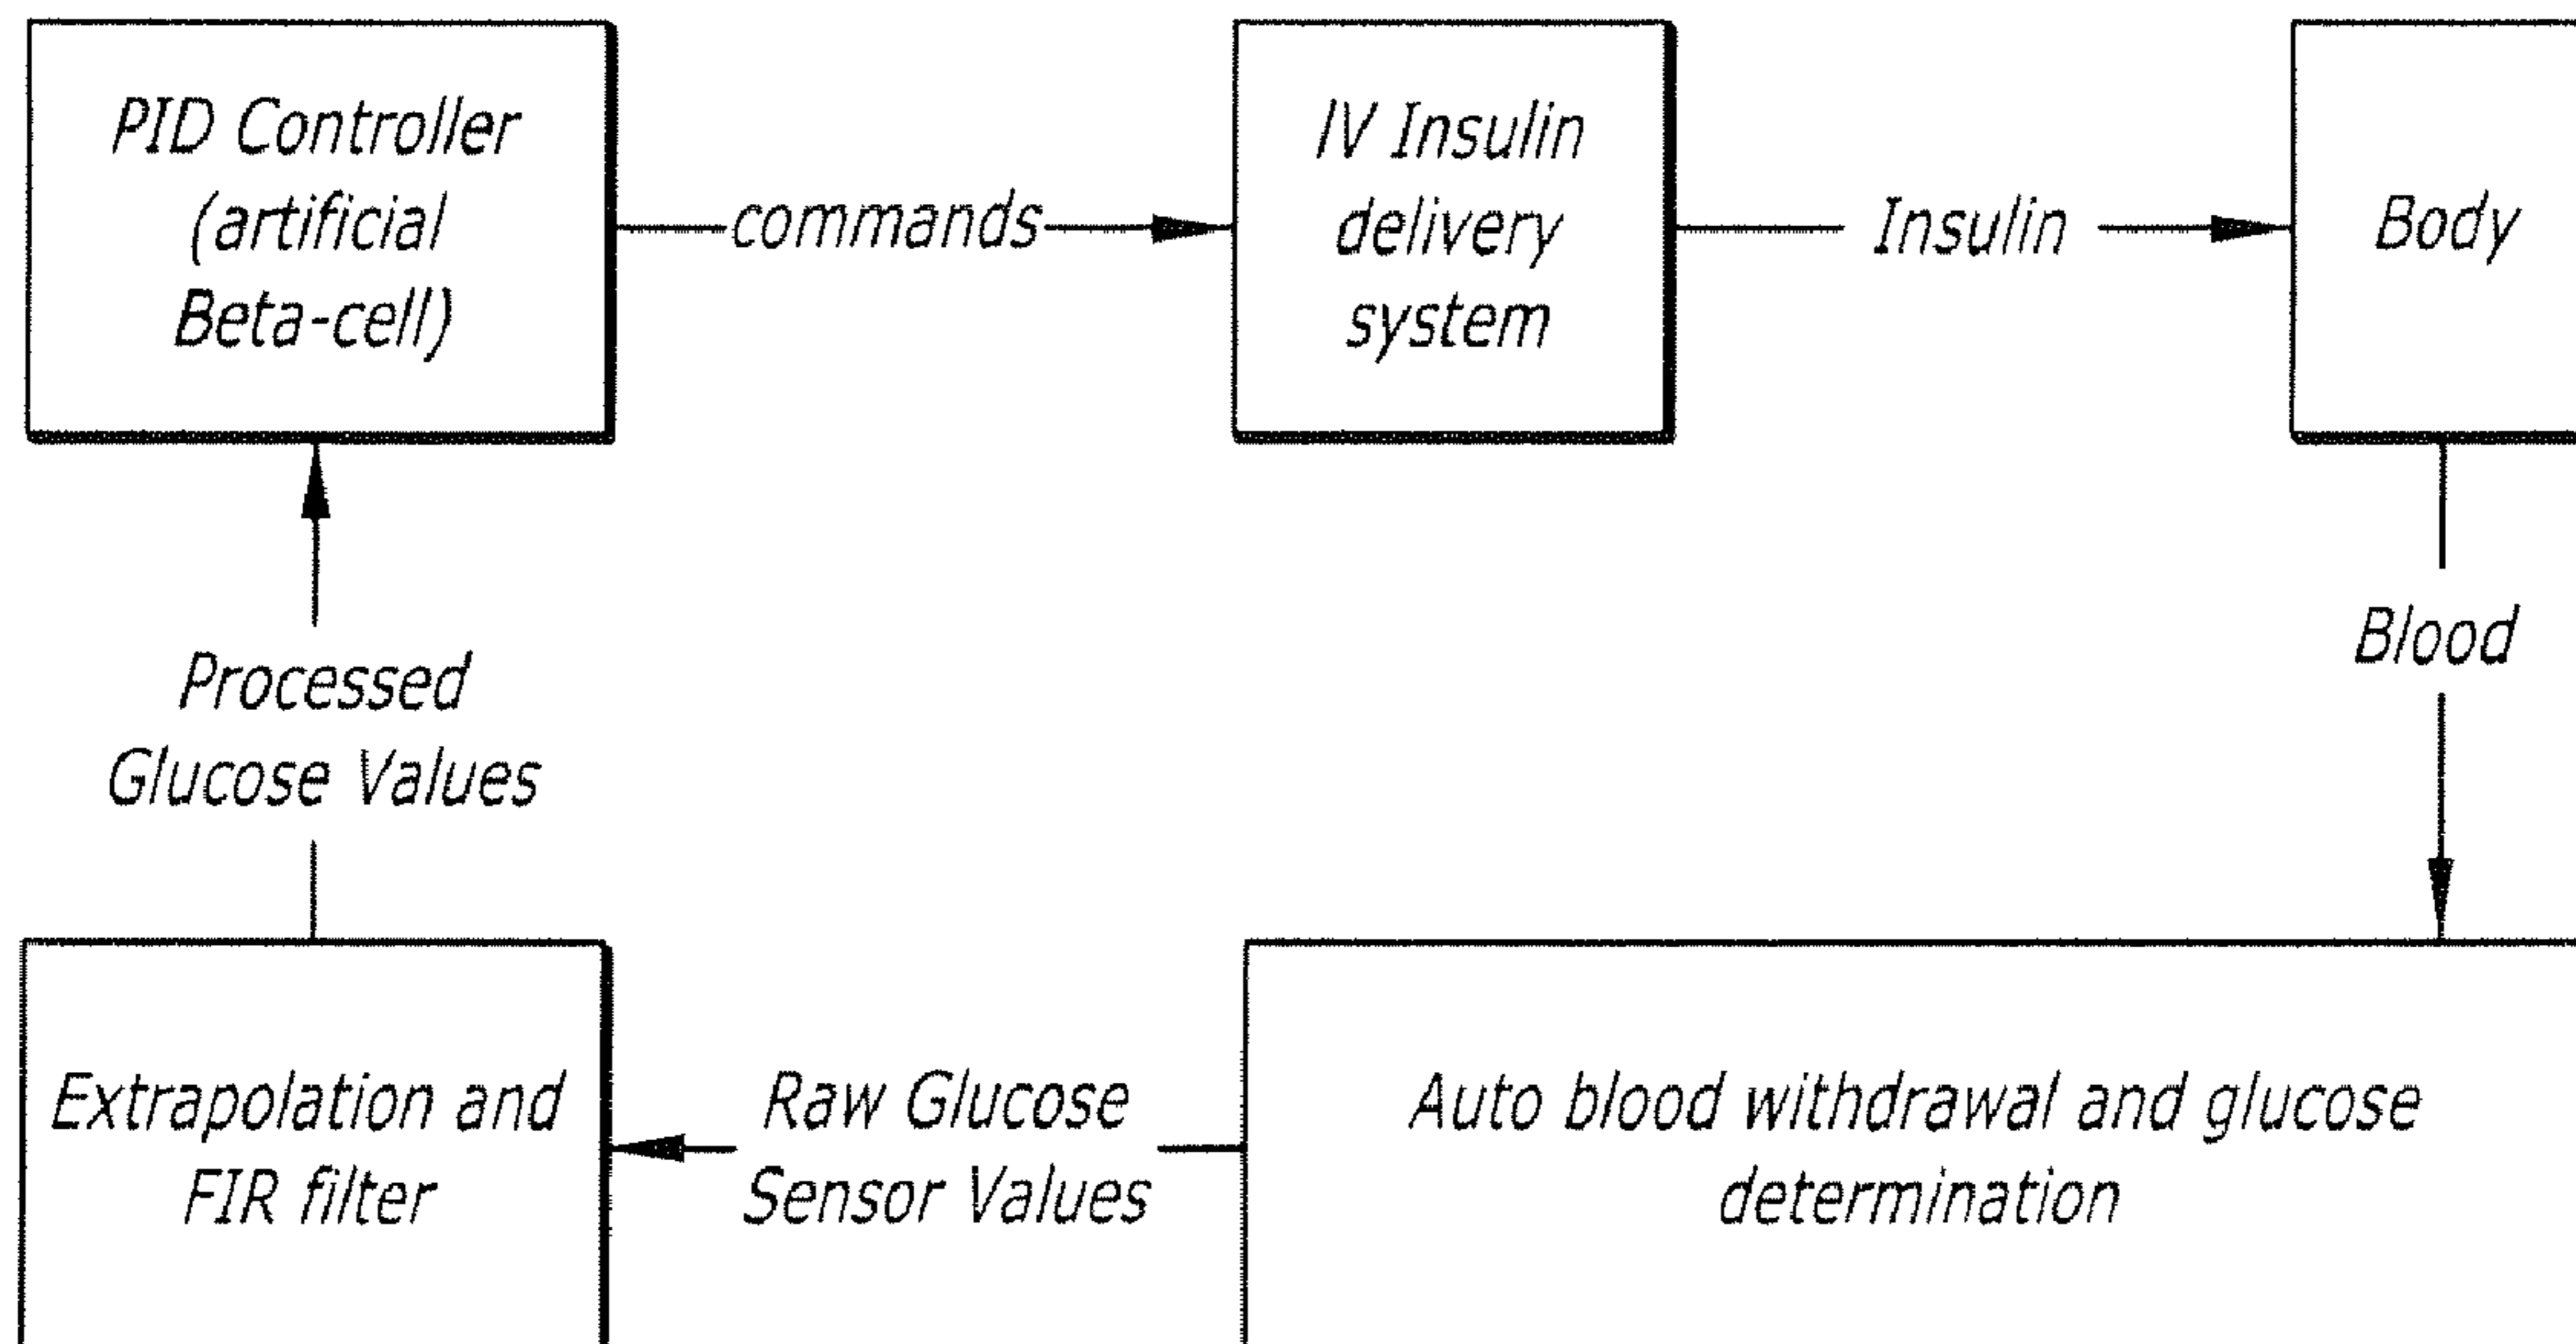 PID Controller
(artificial
Beta-cell)
commands
IV Insulin
delivery
system
Insulin
Body
Blood
Processed
Glucose Values
Extrapolation and
FIR filter
Raw Glucose
Sensor Values
Auto blood withdrawal and glucose
determination